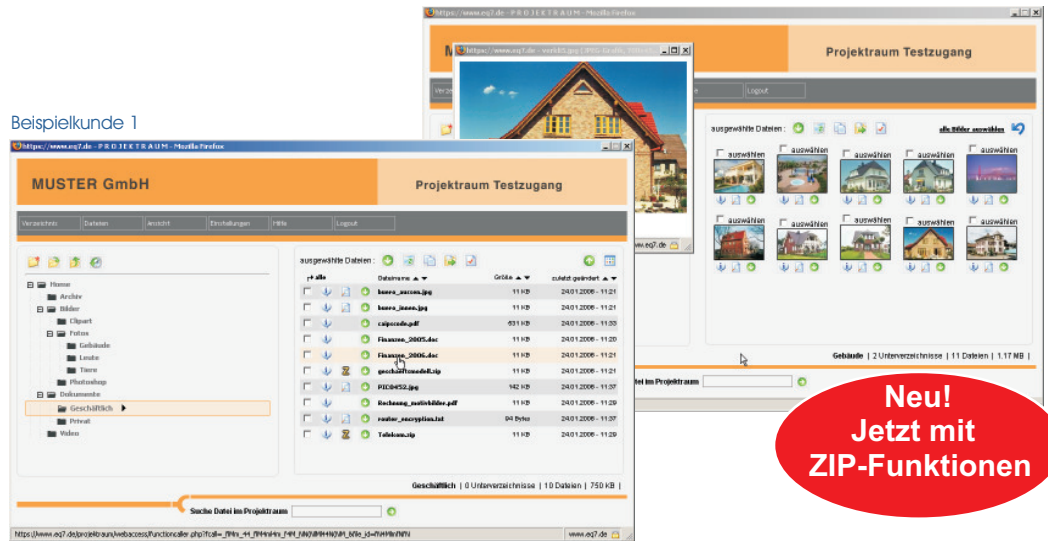 https://www.eq7.de - P R O J E K T R A U M - Mozilla Firefox
Projektraum Testzugang
Logout
ausgewählte Dateien :
alle Bilder auswählen
auswählen auswählen auswählen auswählen auswählen
auswählen auswählen auswählen auswählen auswählen
Gebäude | 2 Unterverzeichnisse | 11 Dateien | 1.17 MB |
tei im Projektraum
www.eq7.de
Beispielkunde 1
https://www.eq7.de - P R O J E K T R A U M - Mozilla Firefox
MUSTER GmbH
Projektraum Testzugang
Verzeichnis Dateien Ansicht Einstellungen Hilfe Logout
ausgewählte Dateien :
alle Dateiname Größe zuletzt geändert
Home
Archiv
Bilder
Clipart
Fotos
Gebäude
Leute
Tiere
Photoshop
Dokumente
Geschäftlich
Privat
Video
buero_aussen.jpg 11 KB 24.01.2006 - 11:21
buero_innen.jpg 11 KB 24.01.2006 - 11:21
631 KB 24.01.2006 - 11:33
Finanzen_2005.doc 11 KB 24.01.2006 - 11:20
Finanzen_2006.doc 11 KB 24.01.2006 - 11:21
geschaeftsmodell.zip 11 KB 24.01.2006 - 11:21
PIC0452.jpg 142 KB 24.01.2006 - 11:37
Rechnung_motivbilder.pdf 11 KB 24.01.2006 - 11:29
router_encryption.txt 94 Bytes 24.01.2006 - 11:37
Telekom.zip 11 KB 24.01.2006 - 11:29
Geschäftlich | 0 Unterverzeichnisse | 10 Dateien | 750 KB |
Suche Datei im Projektraum
www.eq7.de
Neu!
Jetzt mit
ZIP-Funktionen